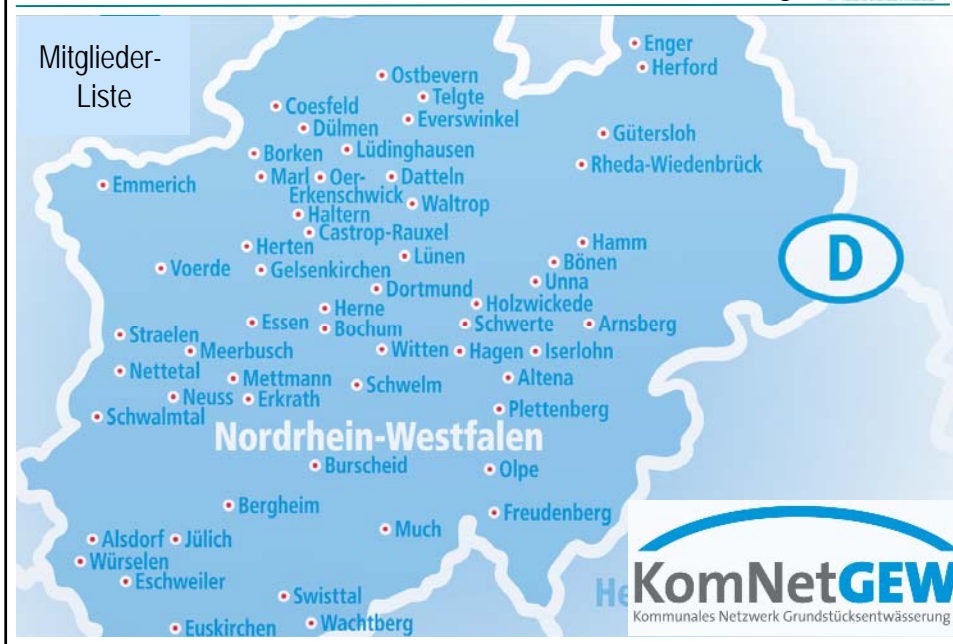 Mitglieder-
Liste
Enger
Herford
Ostbevern
Telgte
Everswinkel
Coesfeld
Dülmen
Gütersloh
Borken
Lüdinghausen
Rheda-Wiedenbrück
Emmerich
Marl
Oer-
Erkenschwick
Datteln
Waltrop
Haltern
Castrop-Rauxel
Herten
Hamm
Lünen
Bönen
Voerde
Gelsenkirchen
Unna
Dortmund
D
Holzwickede
Herne
Essen
Bochum
Schwerte
Arnsberg
Straelen
Meerbusch
Witten
Hagen
Iserlohn
Nettetal
Mettmann
Schwelm
Altena
Neuss
Erkrath
Schwalmtal
Plettenberg
Nordrhein-Westfalen
Burscheid
Olpe
Bergheim
Freudenberg
Much
Alsdorf
Jülich
Würselen
Eschweiler
Swisttal
Euskirchen
Wachtberg
He
KomNetGEW
Kommunales Netzwerk Grundstücksentwässerung